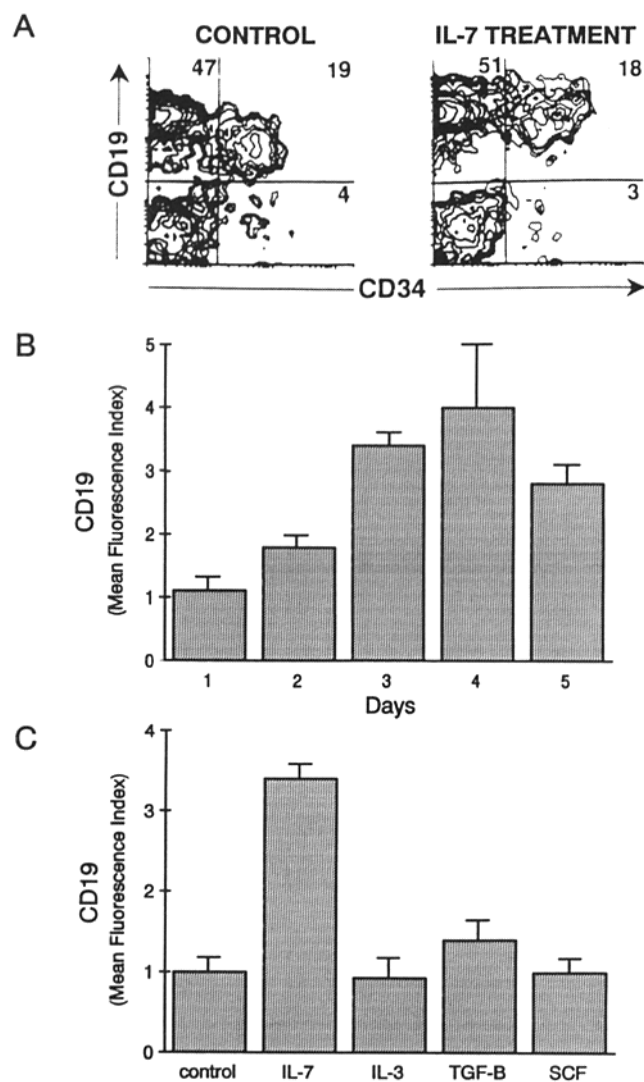 A
CONTROL
IL-7 TREATMENT
47
19
51
18
CD19
4
3
CD34
B
5
4
3
2
1
0
CD19
(Mean Fluorescence Index)
1 2 3 4 5
Days
C
4
3
2
1
0
CD19
(Mean Fluorescence Index)
control IL-7 IL-3 TGF-B SCF